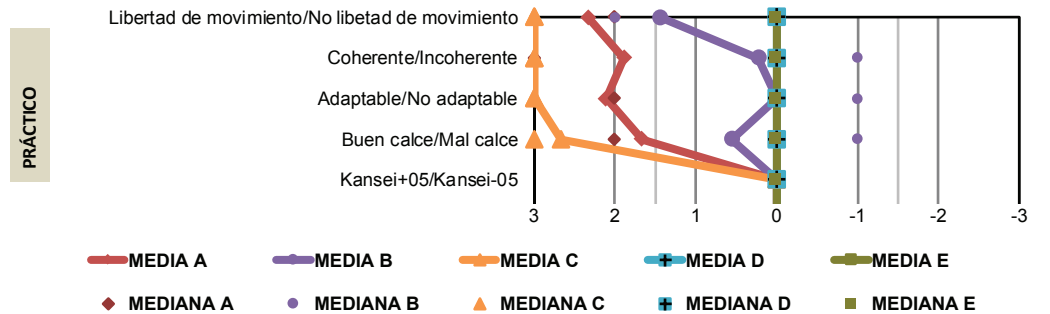 PRÁCTICO
Libertad de movimiento/No libetad de movimiento
Coherente/Incoherente
Adaptable/No adaptable
Buen calce/Mal calce
Kansei+05/Kansei-05
3 2 1 0 -1 -2 -3
MEDIA A MEDIA B MEDIA C MEDIA D MEDIA E
MEDIANA A MEDIANA B MEDIANA C MEDIANA D MEDIANA E